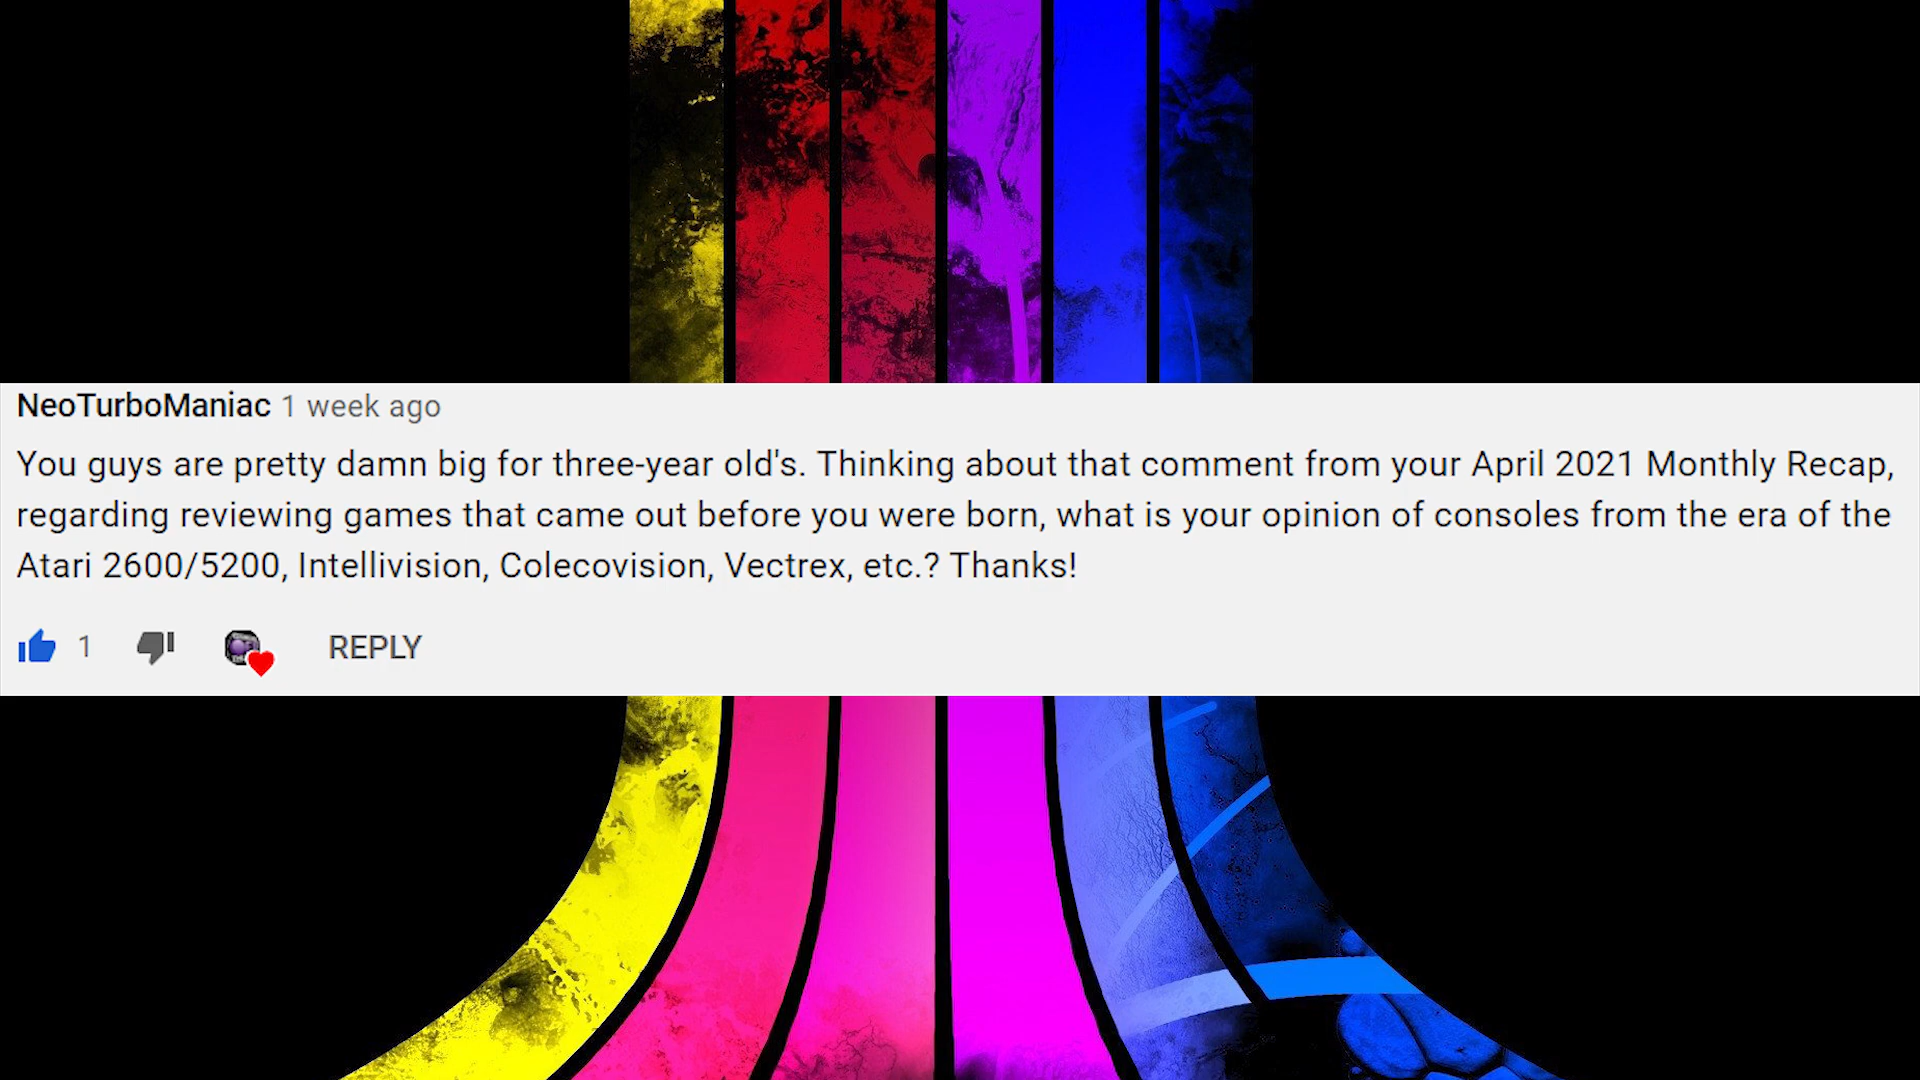 NeoTurboManiac 1 week ago
You guys are pretty damn big for three-year old's. Thinking about that comment from your April 2021 Monthly Recap,
regarding reviewing games that came out before you were born, what is your opinion of consoles from the era of the
Atari 2600/5200, Intellivision, Colecovision, Vectrex, etc.? Thanks!
1 REPLY